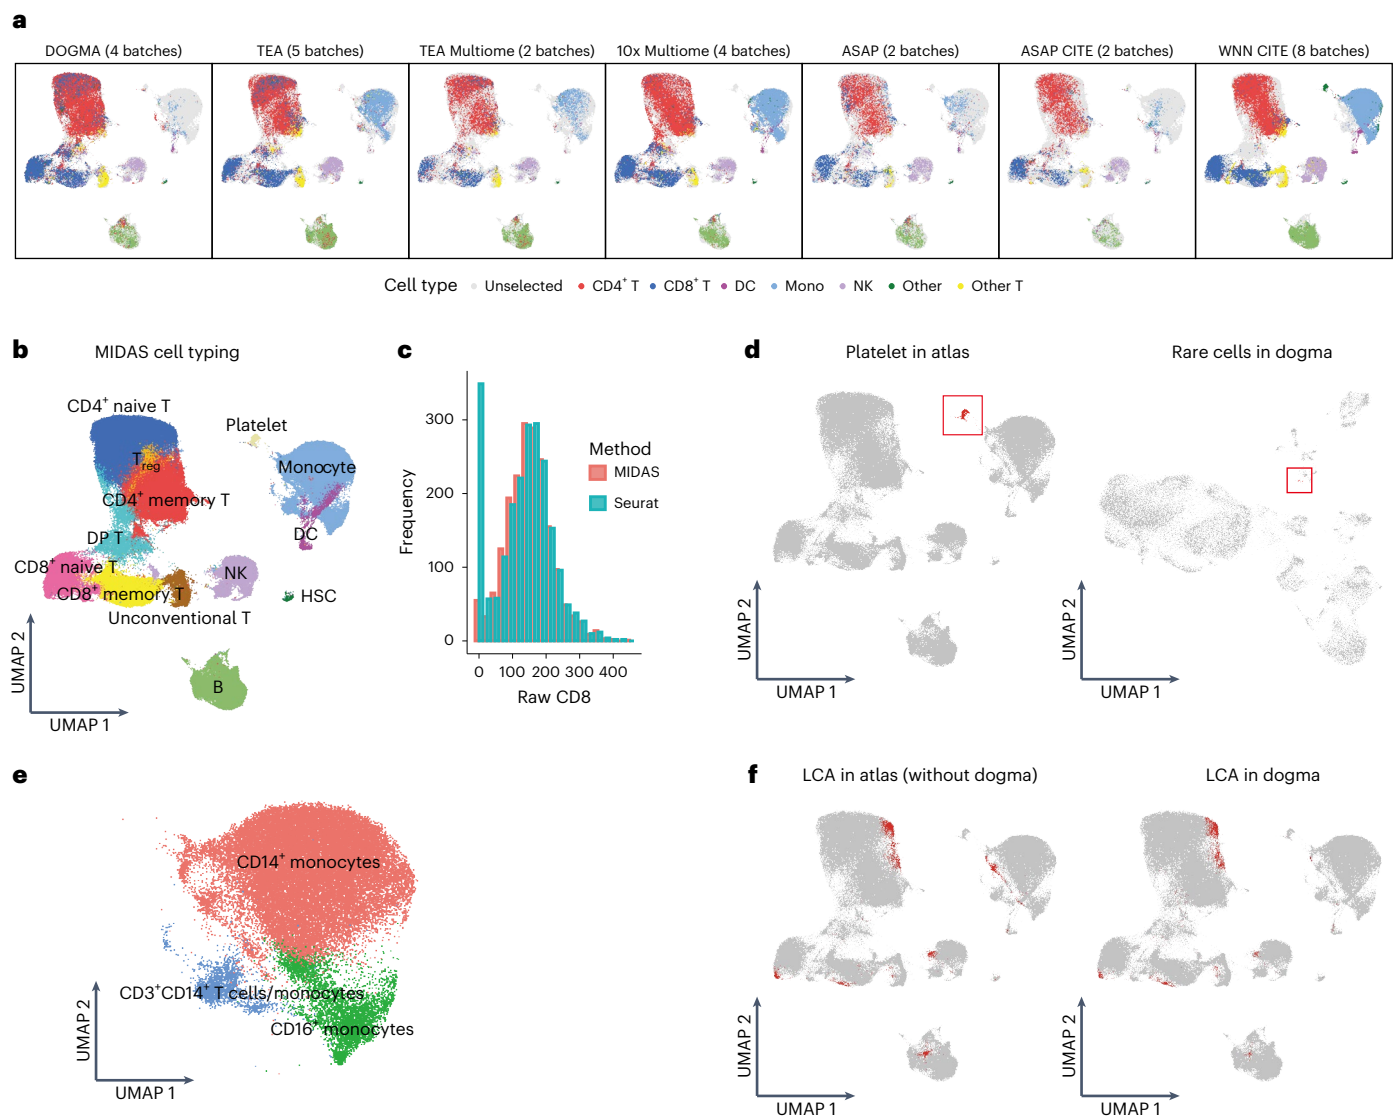 a
DOGMA (4 batches)
TEA (5 batches)
TEA Multiome (2 batches)
10x Multiome (4 batches)
ASAP (2 batches)
ASAP CITE (2 batches)
WNN CITE (8 batches)
Cell type
Unselected
CD4+ T
CD8+ T
DC
Mono
NK
Other
Other T
b
MIDAS cell typing
CD4+ naive T
Platelet
Treg
Monocyte
CD4+ memory T
DP T
DC
CD8+ naive T
NK
CD8+ memory T
HSC
Unconventional T
B
UMAP 2
UMAP 1
c
Frequency
300
200
100
0
0 100 200 300 400
Raw CD8
Method
MIDAS
Seurat
d
Platelet in atlas
UMAP 2
UMAP 1
Rare cells in dogma
UMAP 2
UMAP 1
e
CD14+ monocytes
CD3+CD14+ T cells/monocytes
CD16+ monocytes
UMAP 2
UMAP 1
f
LCA in atlas (without dogma)
UMAP 2
UMAP 1
LCA in dogma
UMAP 2
UMAP 1